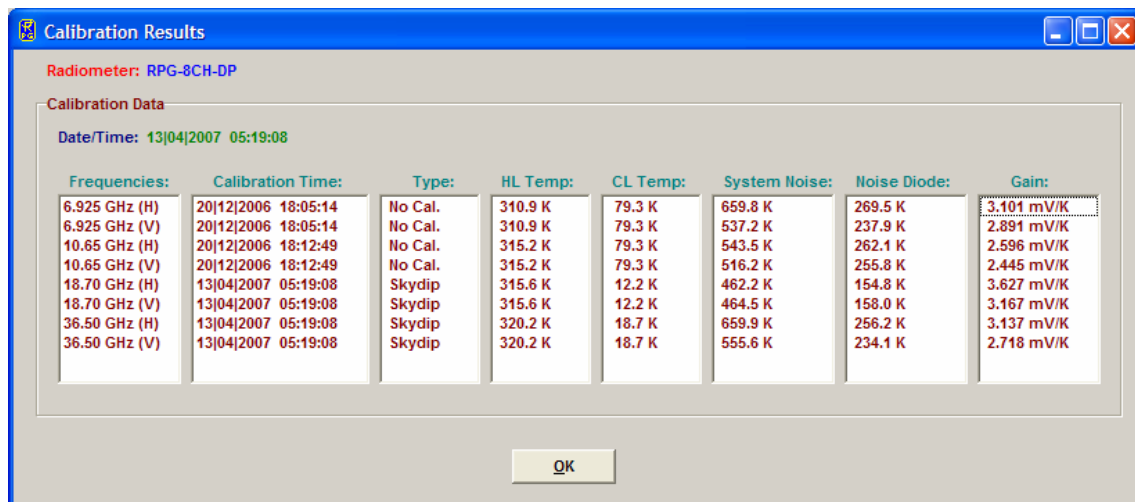 Calibration Results
Radiometer: RPG-8CH-DP
Calibration Data
Date/Time: 13|04|2007 05:19:08
Frequencies: Calibration Time: Type: HL Temp: CL Temp: System Noise: Noise Diode: Gain:
6.925 GHz (H) 20|12|2006 18:05:14 No Cal. 310.9 K 79.3 K 659.8 K 269.5 K 3.101 mV/K
6.925 GHz (V) 20|12|2006 18:05:14 No Cal. 310.9 K 79.3 K 537.2 K 237.9 K 2.891 mV/K
10.65 GHz (H) 20|12|2006 18:12:49 No Cal. 315.2 K 79.3 K 543.5 K 262.1 K 2.596 mV/K
10.65 GHz (V) 20|12|2006 18:12:49 No Cal. 315.2 K 79.3 K 516.2 K 255.8 K 2.445 mV/K
18.70 GHz (H) 13|04|2007 05:19:08 Skydip 315.6 K 12.2 K 462.2 K 154.8 K 3.627 mV/K
18.70 GHz (V) 13|04|2007 05:19:08 Skydip 315.6 K 12.2 K 464.5 K 158.0 K 3.167 mV/K
36.50 GHz (H) 13|04|2007 05:19:08 Skydip 320.2 K 18.7 K 659.9 K 256.2 K 3.137 mV/K
36.50 GHz (V) 13|04|2007 05:19:08 Skydip 320.2 K 18.7 K 555.6 K 234.1 K 2.718 mV/K
OK